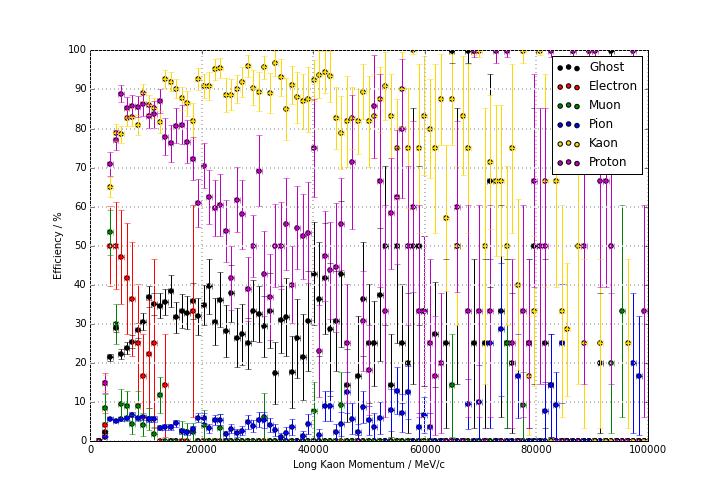 100
90
80
70
60
50
40
30
20
10
0
Efficiency / %
Ghost
Electron
Muon
Pion
Kaon
Proton
0 20000 40000 60000 80000 100000
Long Kaon Momentum / MeV/c